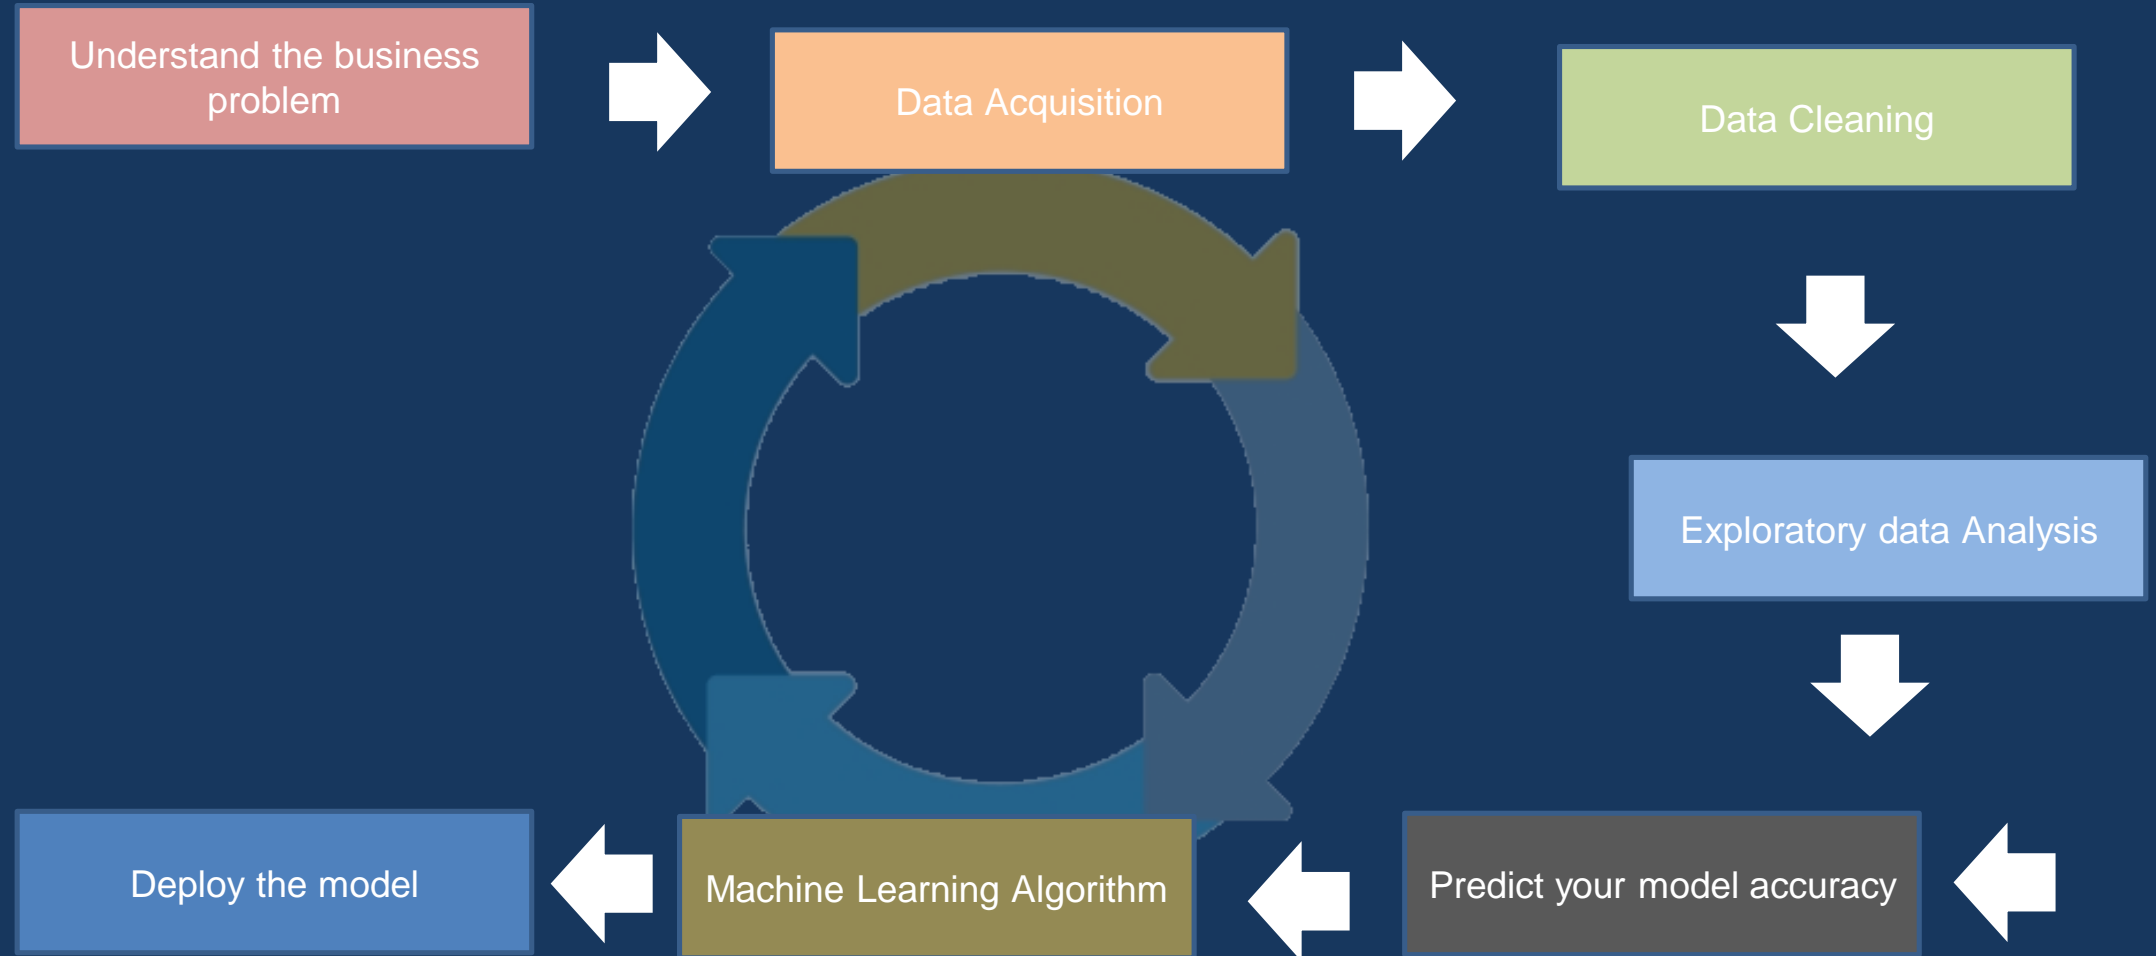 Understand the business
problem
Data Acquisition
Data Cleaning
Exploratory data Analysis
Predict your model accuracy
Machine Learning Algorithm
Deploy the model